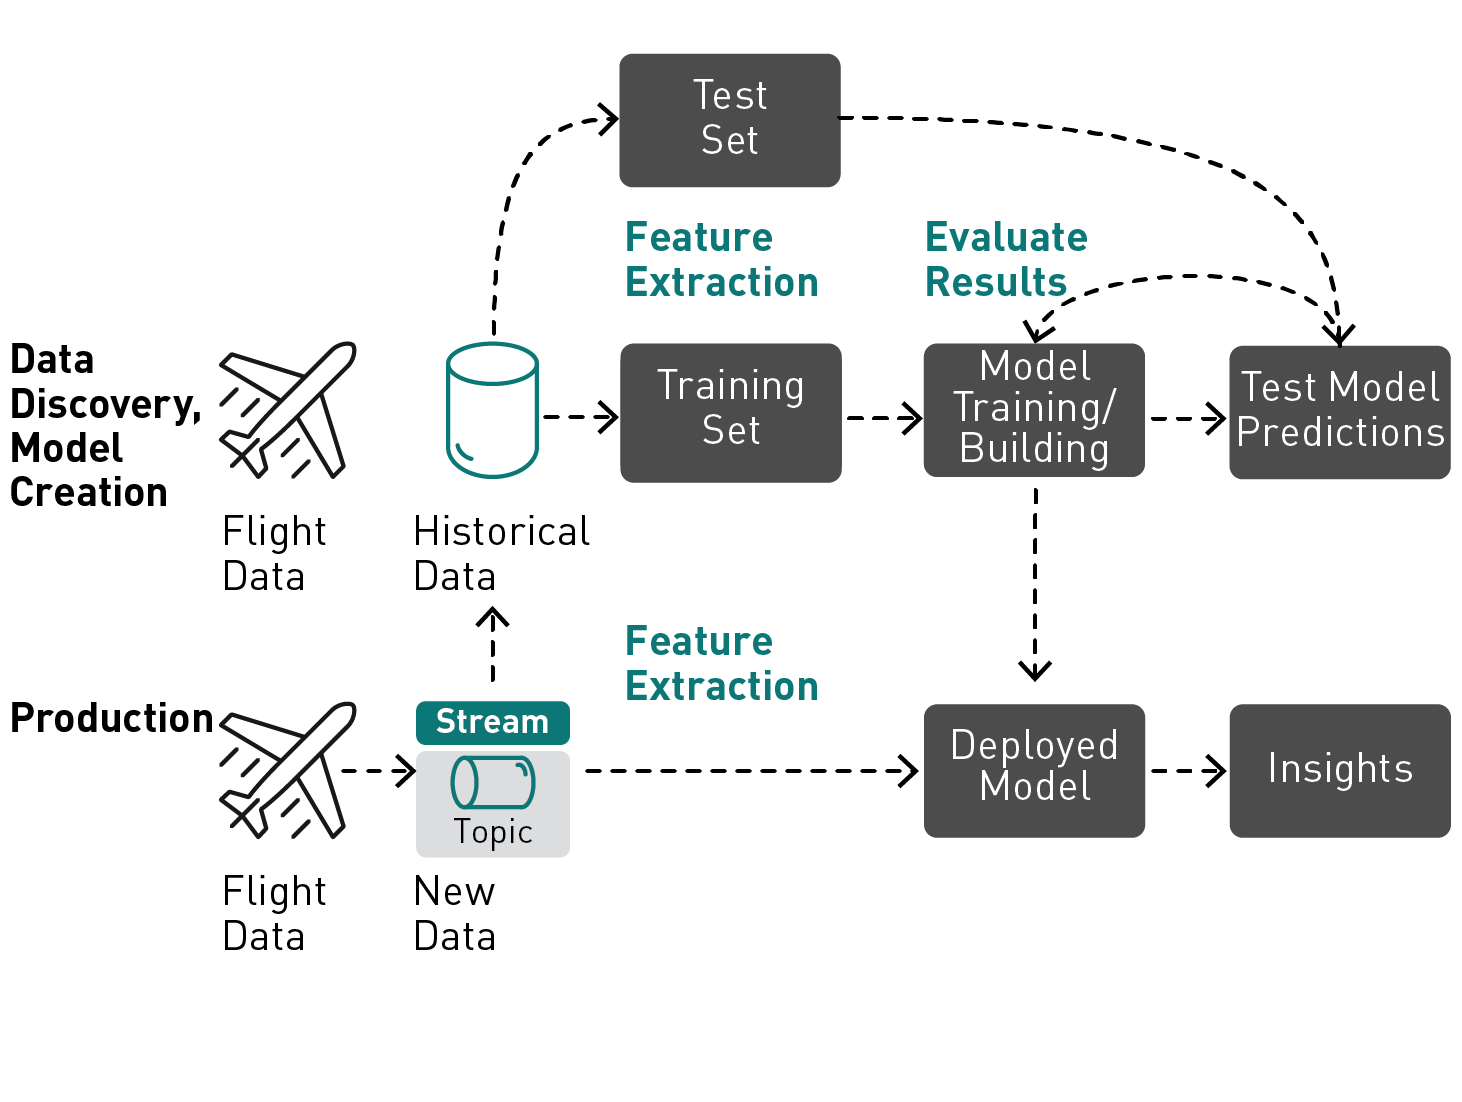 Test
Set
Feature
Extraction
Evaluate
Results
Data
Discovery,
Model
Creation
Flight
Data
Historical
Data
Training
Set
Model
Training/
Building
Test Model
Predictions
Feature
Extraction
Production
Flight
Data
Stream
Topic
New
Data
Deployed
Model
Insights